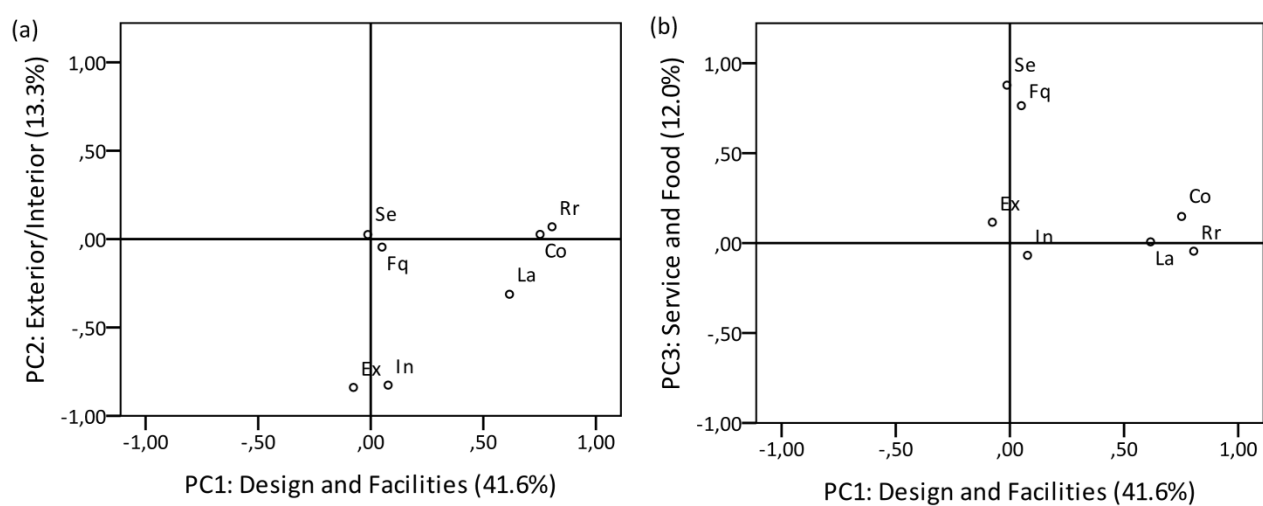 (a)
PC2: Exterior/Interior (13.3%)
1,00
,50
,00
-,50
-1,00
Se
Rr
Fq
Co
La
Ex
In
-1,00 -,50 ,00 ,50 1,00
PC1: Design and Facilities (41.6%)
(b)
PC3: Service and Food (12.0%)
1,00
,50
,00
-,50
-1,00
Se
Fq
Co
Ex
In
Rr
La
-1,00 -,50 ,00 ,50 1,00
PC1: Design and Facilities (41.6%)